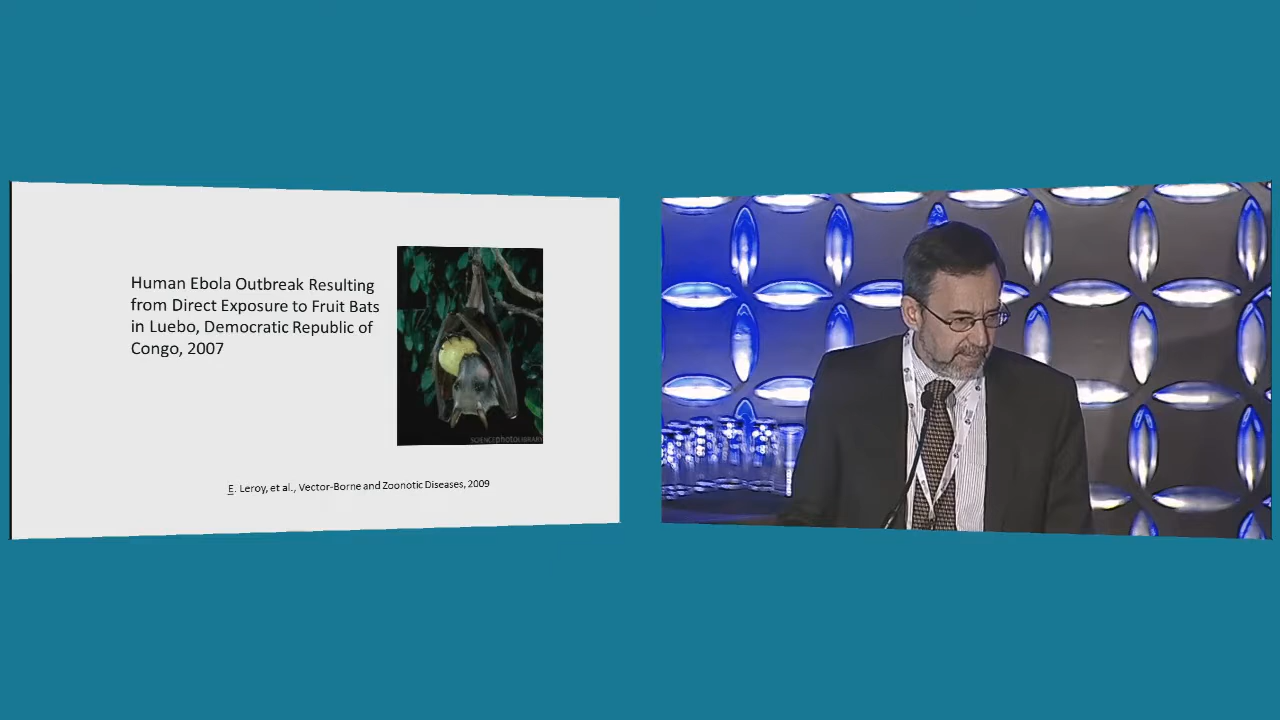 Human Ebola Outbreak Resulting
from Direct Exposure to Fruit Bats
in Luebo, Democratic Republic of
Congo, 2007
SCIENCEphotoLIBRARY
E. Leroy, et al., Vector-Borne and Zoonotic Diseases, 2009